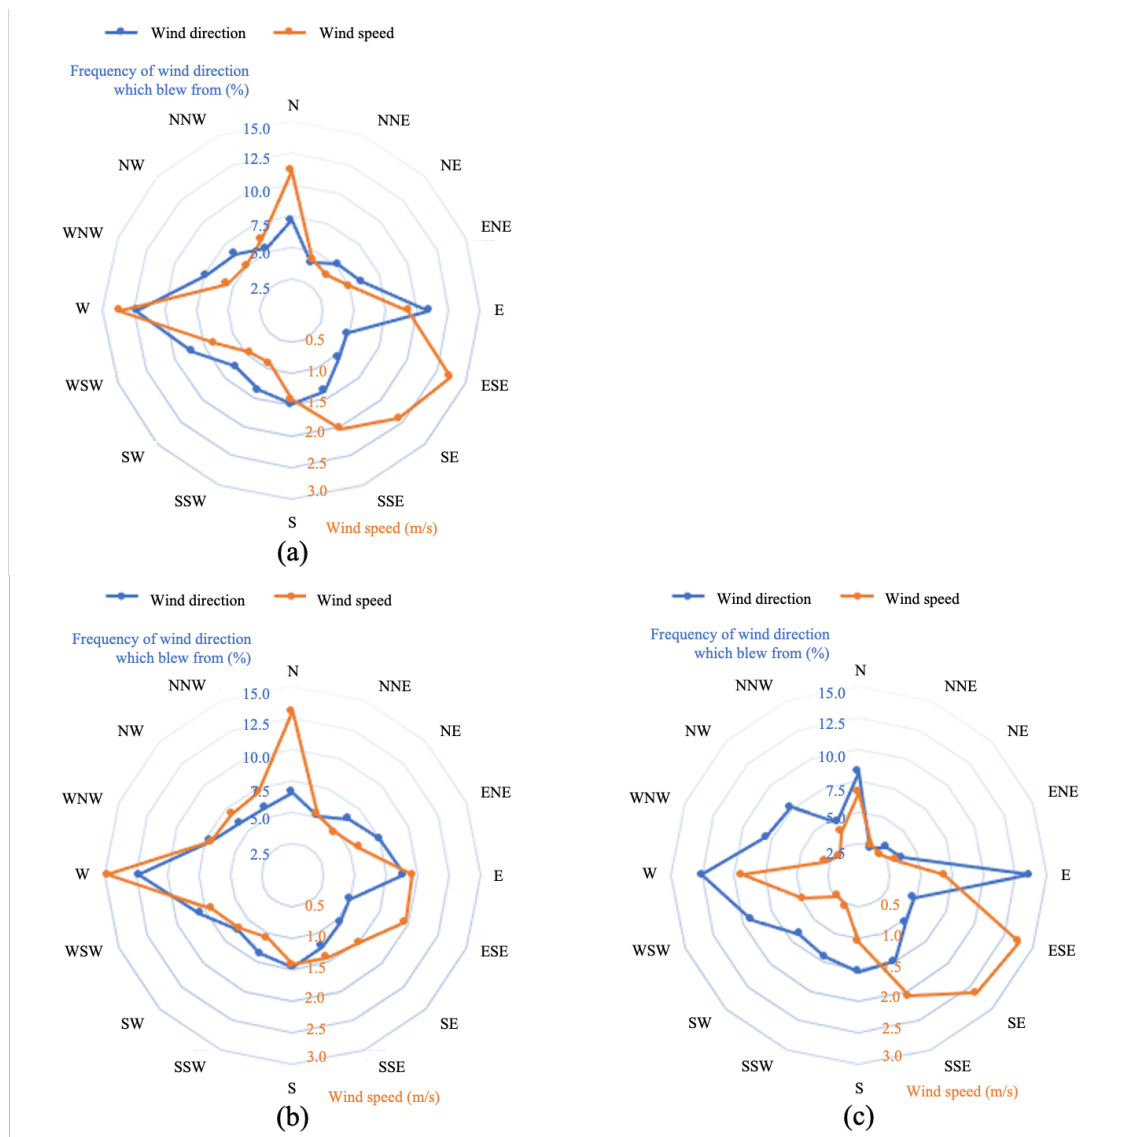 Wind direction Wind speed
Frequency of wind direction
which blew from (%)
N
NNW NNE
15.0
NW 12.5 NE
10.0
WNW 7.5 ENE
5.0
2.5
W E
0.5
1.0
WSW 1.5 ESE
2.0
SW 2.5 SE
3.0
SSW SSE
S Wind speed (m/s)
(a)
Wind direction Wind speed
Frequency of wind direction
which blew from (%)
N
NNW NNE
15.0
NW 12.5 NE
10.0
WNW 7.5 ENE
5.0
2.5
W E
0.5
1.0
WSW 1.5 ESE
2.0
SW 2.5 SE
3.0
SSW SSE
S Wind speed (m/s)
(b)
Wind direction Wind speed
Frequency of wind direction
which blew from (%)
N
NNW NNE
15.0
NW 12.5 NE
10.0
WNW 7.5 ENE
5.0
2.5
W E
0.5
1.0
WSW 1.5 ESE
2.0
SW 2.5 SE
3.0
SSW SSE
S Wind speed (m/s)
(c)